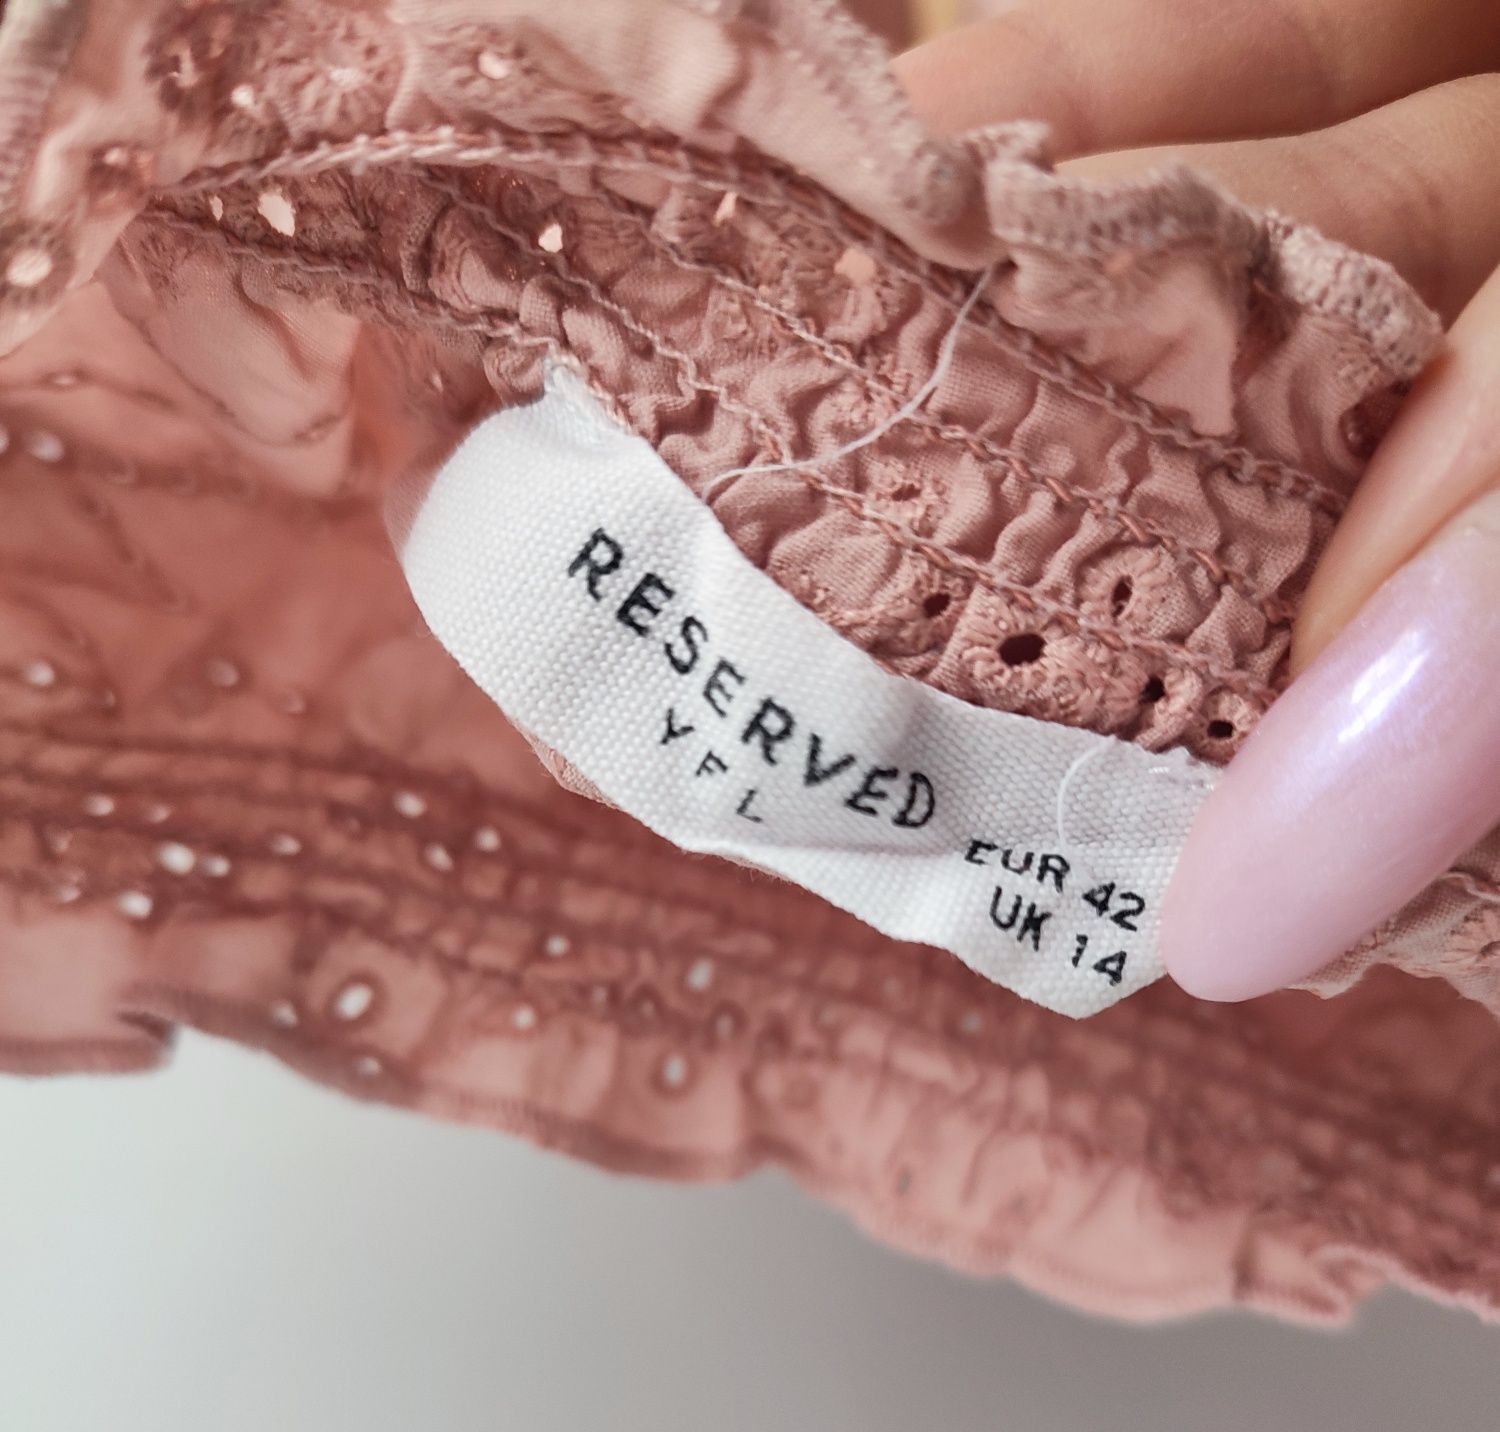 RESERVED
YFL
EUR 42
UK 14